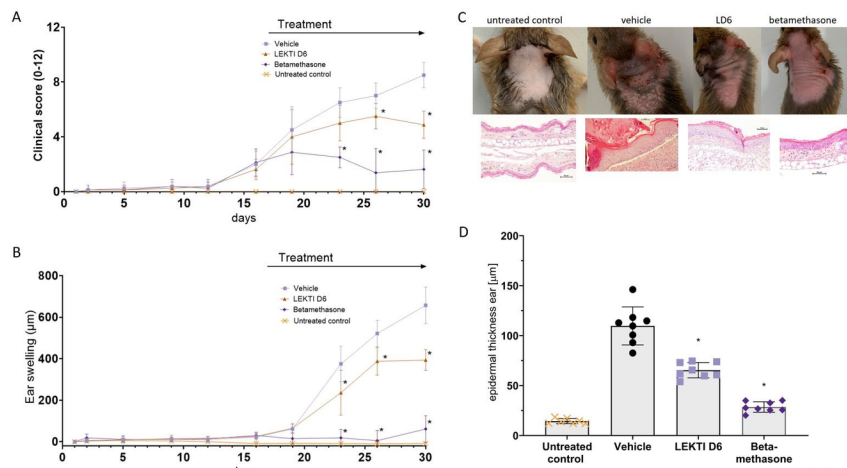 A
Treatment
Vehicle
LEKTI D6
Betamethasone
Untreated control
Clinical score (0-12)
12
8
4
0
* *
* * *
0 5 10 15 20 25 30
days
B
Treatment
Vehicle
LEKTI D6
Betamethasone
Untreated control
Ear swelling (µm)
800
600
400
200
0
* * *
* * *
0 5 10 15 20 25 30
C
untreated control vehicle LD6 betamethasone
D
epidermal thickness ear [µm]
200
150
100
50
0
* *
Untreated control
Vehicle
LEKTI D6
Beta-
methasone